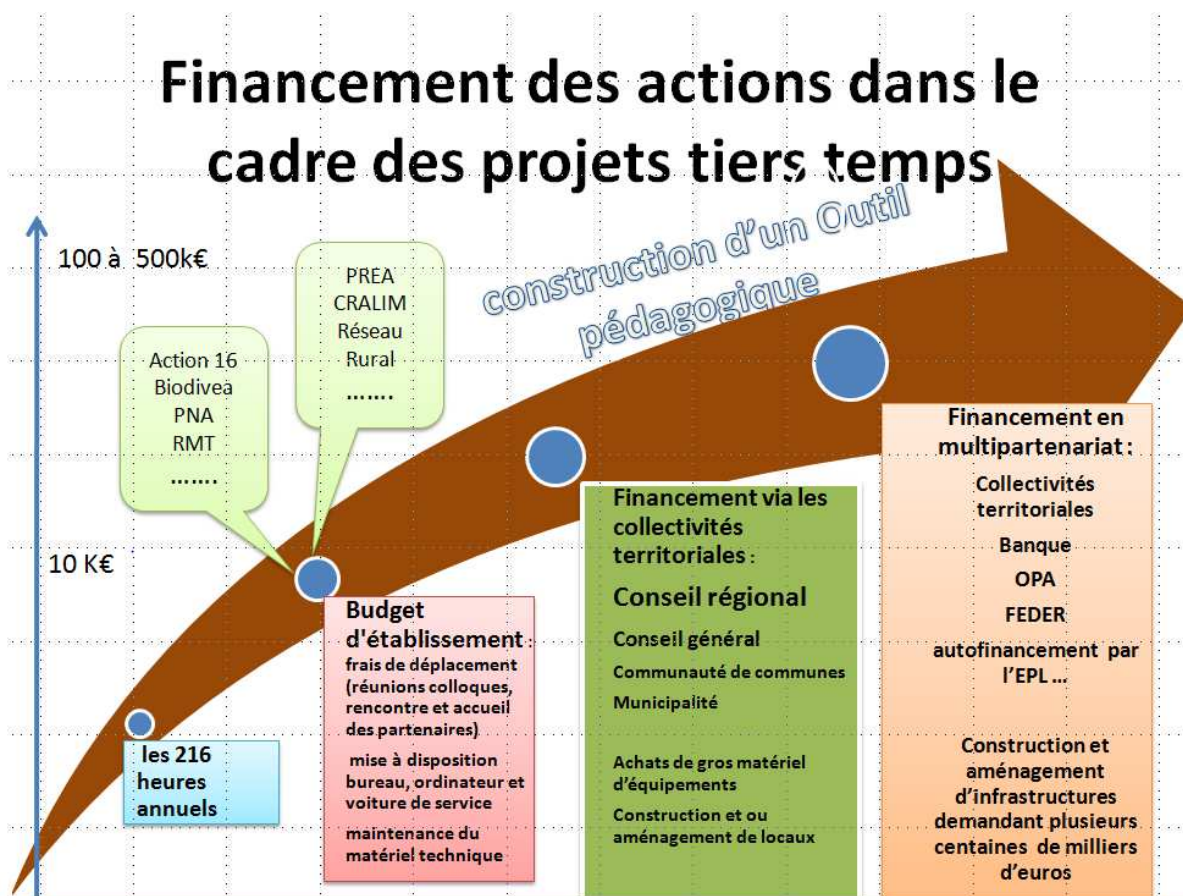 Financement des actions dans le
cadre des projets tiers temps
construction d'un Outil
pédagogique
100 à 500k€
PREA
CRALIM
Réseau
Rural
.......
Action 16
Biodivea
PNA
RMT
.......
10 K€
les 216
heures
annuels
Budget
d'établissement :
frais de déplacement
(réunions colloques,
rencontre et accueil
des partenaires)
mise à disposition
bureau, ordinateur et
voiture de service
maintenance du
matériel technique
Financement via les
collectivités
territoriales :
Conseil régional
Conseil général
Communauté de communes
Municipalité
Achats de gros matériel
d'équipements
Construction et ou
aménagement de locaux
Financement en
multipartenariat :
Collectivités
territoriales
Banque
OPA
FEDER
autofinancement par
l'EPL ...
Construction et
aménagement
d'infrastructures
demandant plusieurs
centaines de milliers
d'euros